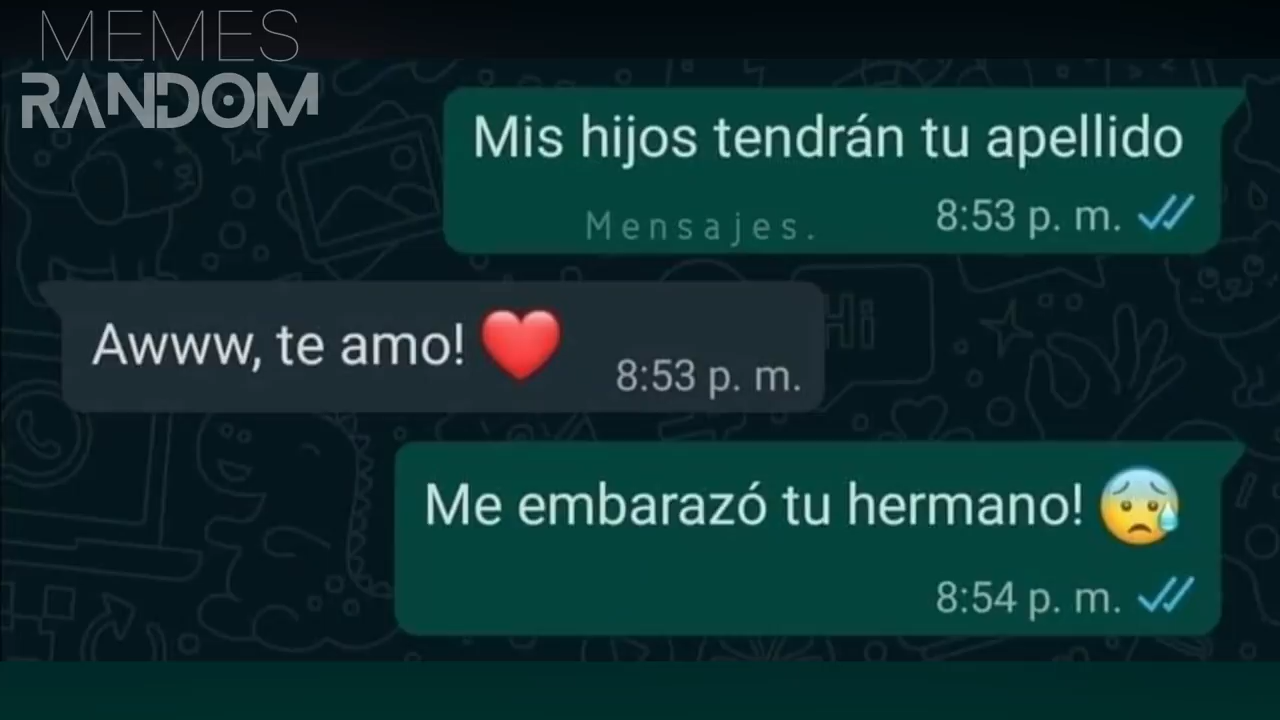 MEMES
RANDOM
Mis hijos tendrán tu apellido
Mensajes.
8:53 p. m.
Hi
Awww, te amo! ❤️
8:53 p. m.
Me embarazó tu hermano! 😰
8:54 p. m.